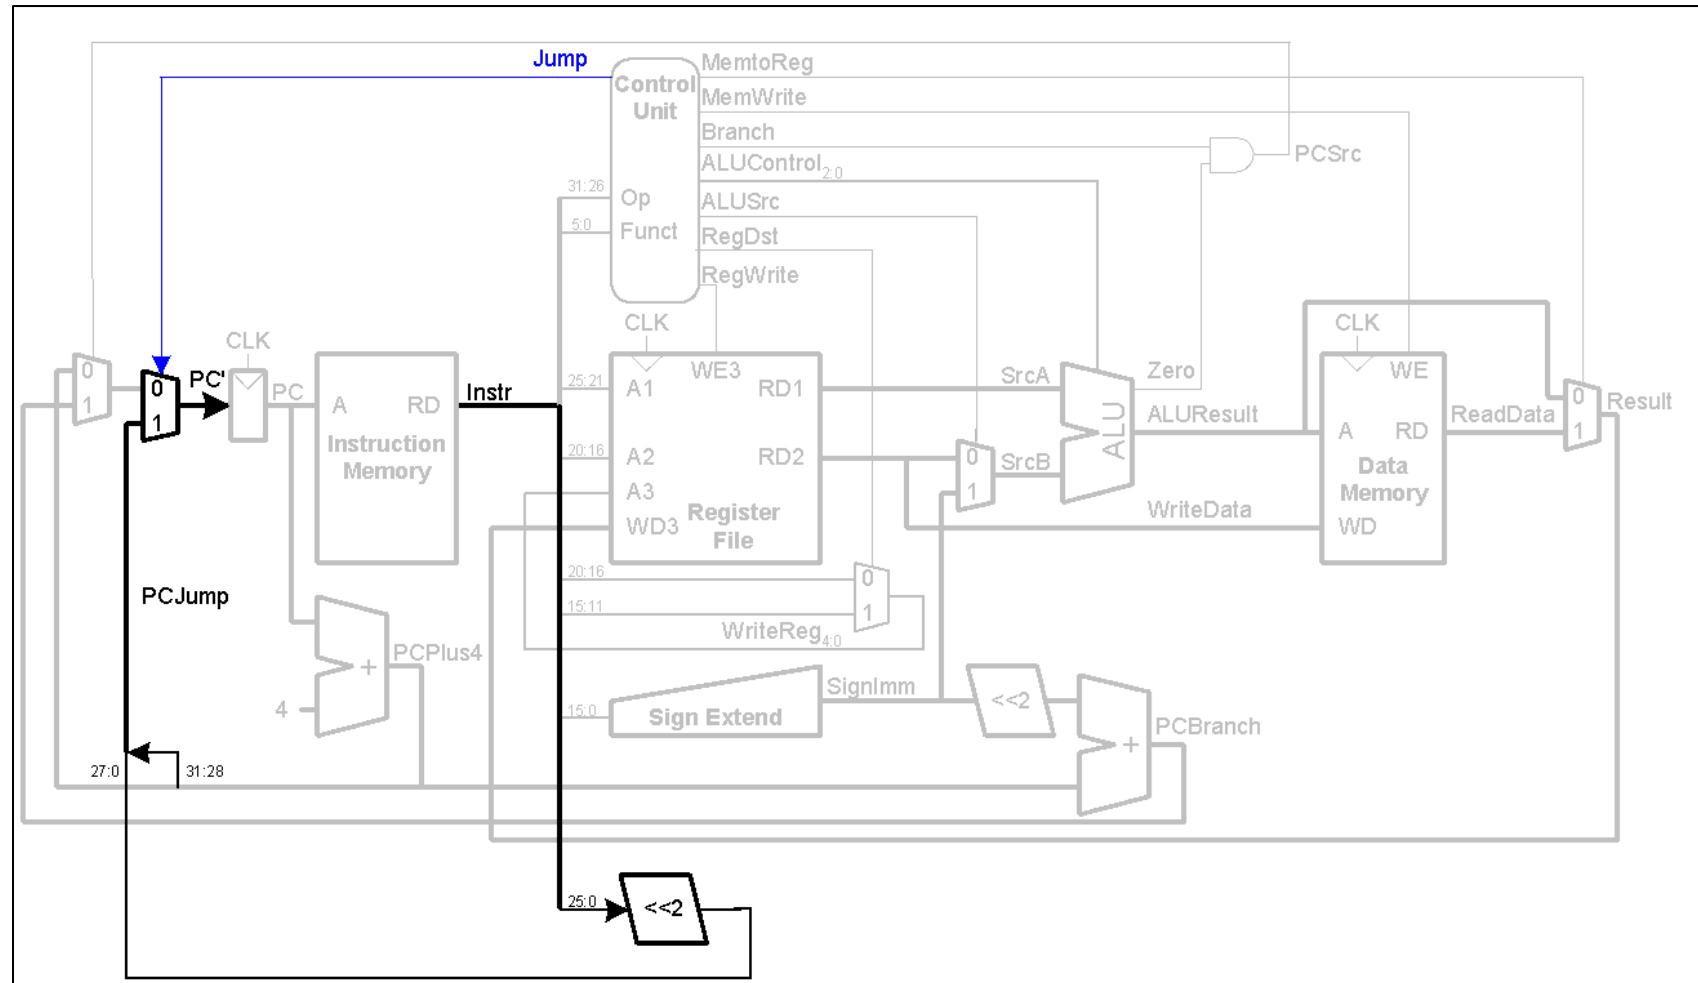 Jump
MemtoReg
Control
Unit
MemWrite
Branch
ALUControl2:0
PCSrc
31:26
Op
ALUSrc
5:0
Funct
RegDst
RegWrite
CLK
CLK
CLK
0
1
0
1
PC'
PC
A
RD
Instruction
Memory
Instr
25:21
A1
WE3
RD1
SrcA
Zero
ALU
ALUResult
WE
A
RD
ReadData
0
1
Result
20:16
A2
RD2
0
1
SrcB
Data
Memory
A3
WD3
Register
File
WriteData
WD
20:16
0
15:11
1
WriteReg4:0
PCJump
PCPlus4
+
4
SignImm
15:0
Sign Extend
<<2
PCBranch
+
27:0
31:28
25:0
<<2